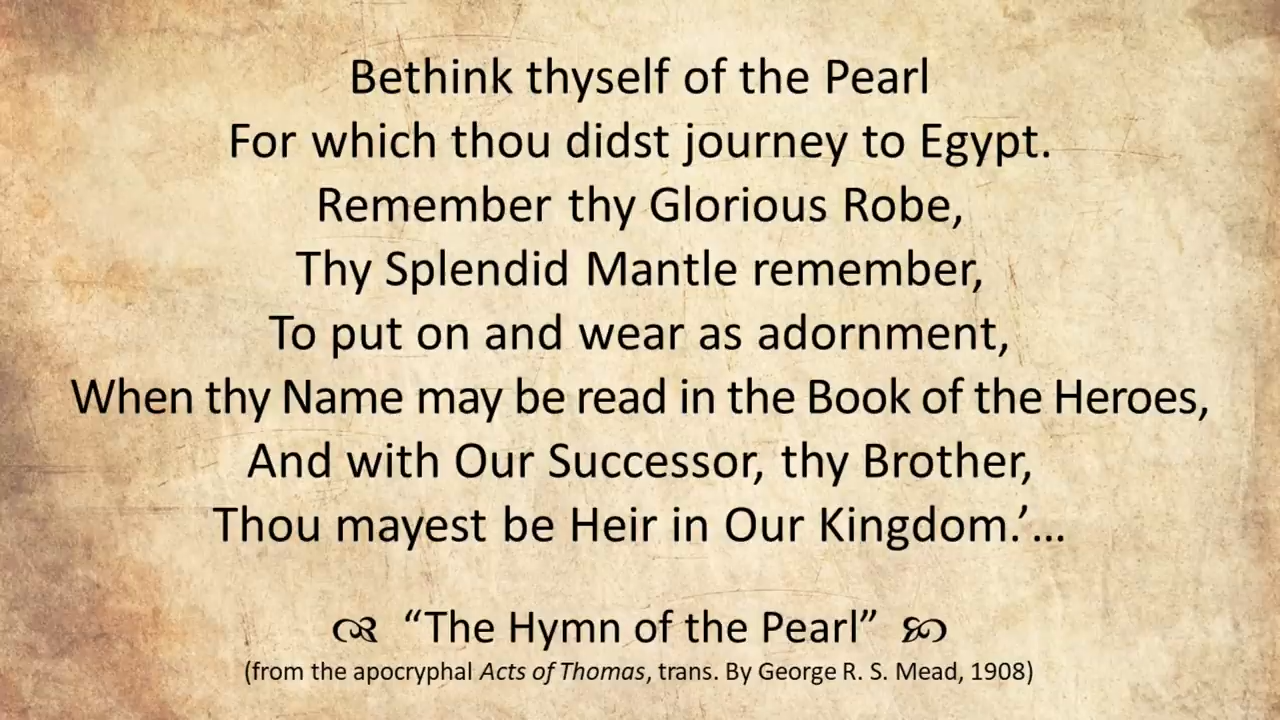 Bethink thyself of the Pearl
For which thou didst journey to Egypt.
Remember thy Glorious Robe,
Thy Splendid Mantle remember,
To put on and wear as adornment,
When thy Name may be read in the Book of the Heroes,
And with Our Successor, thy Brother,
Thou mayest be Heir in Our Kingdom.’…
“The Hymn of the Pearl”
(from the apocryphal Acts of Thomas, trans. By George R. S. Mead, 1908)